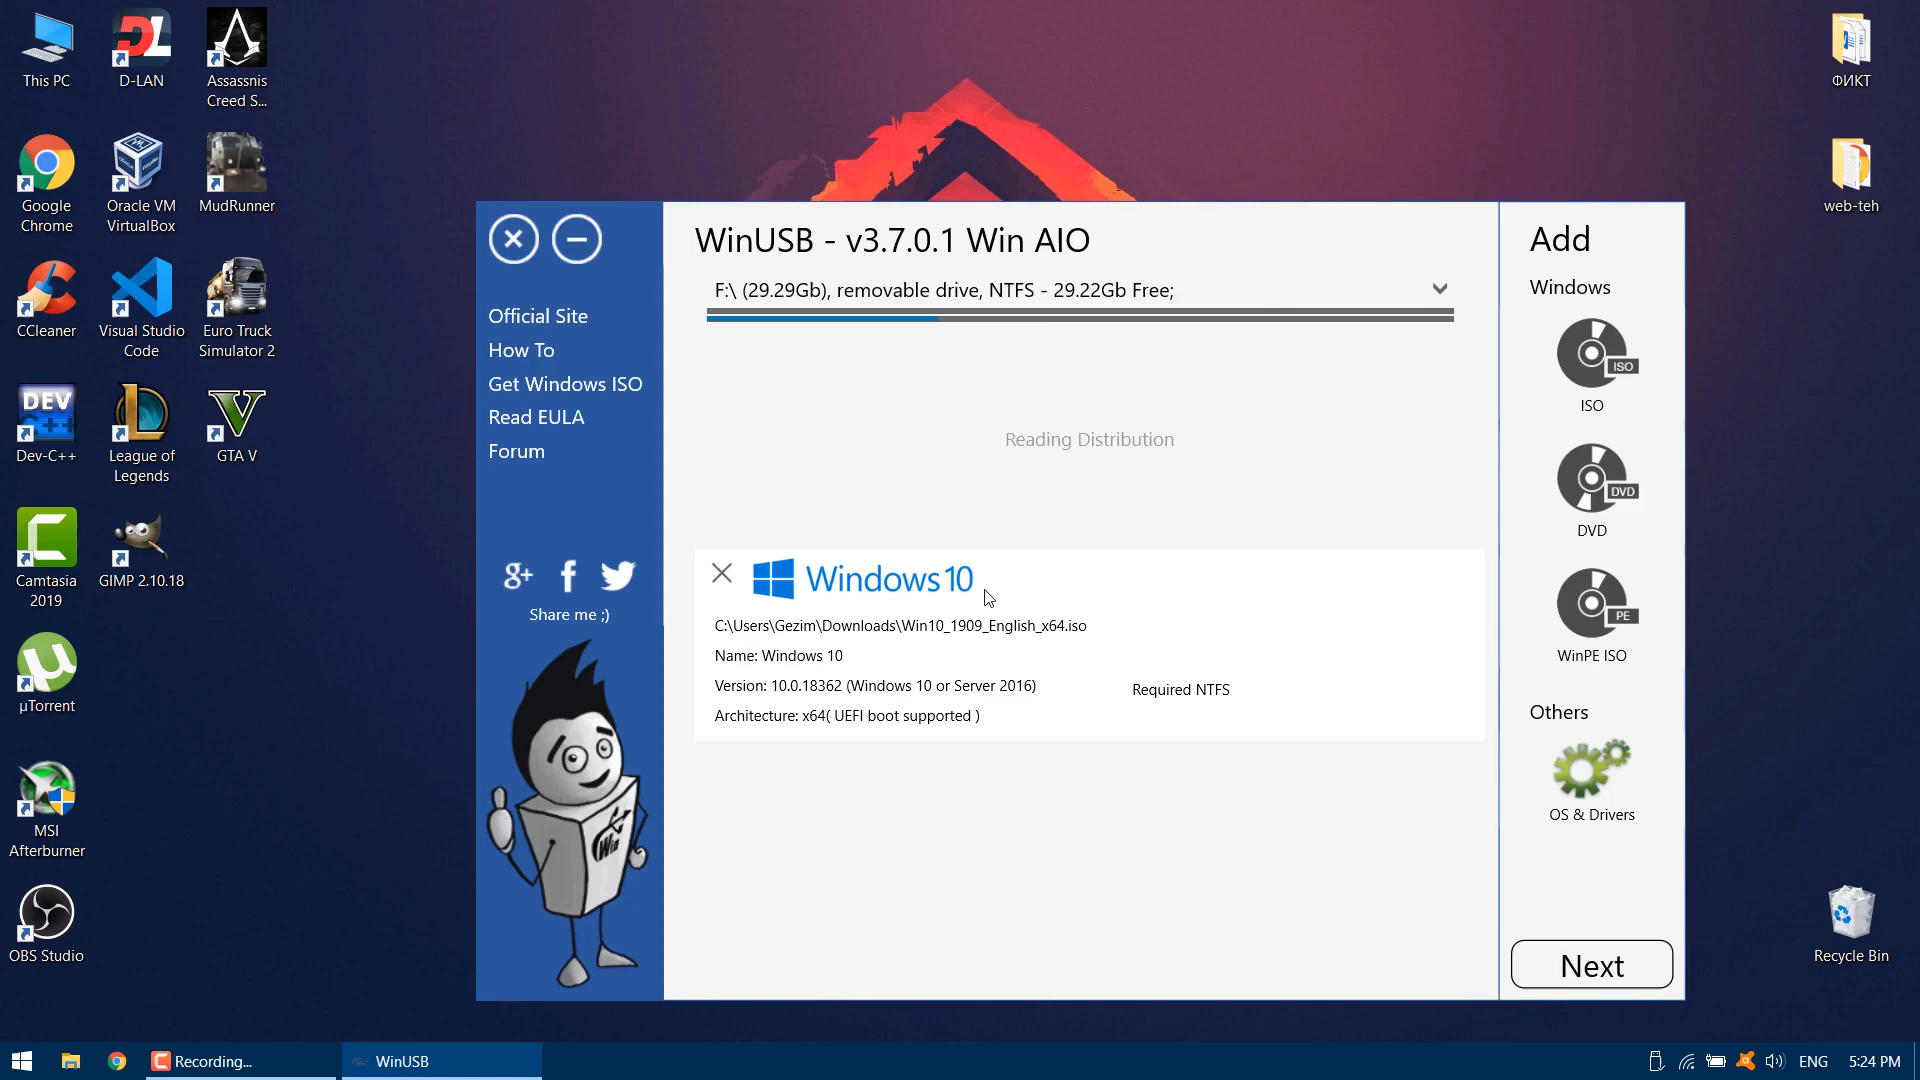 This PC
D-LAN
Assassnis
Creed S...
Google
Chrome
Oracle VM
VirtualBox
MudRunner
CCleaner
Visual Studio
Code
Euro Truck
Simulator 2
DEV
C++
Dev-C++
League of
Legends
GTA V
Camtasia
2019
GIMP 2.10.18
µTorrent
MSI
Afterburner
OBS Studio
Official Site
How To
Get Windows ISO
Read EULA
Forum
g+ f
Share me ;)
Win
WinUSB - v3.7.0.1 Win AIO
F:\ (29.29Gb), removable drive, NTFS - 29.22Gb Free;
Reading Distribution
Windows 10
C:\Users\Gezim\Downloads\Win10_1909_English_x64.iso
Name: Windows 10
Version: 10.0.18362 (Windows 10 or Server 2016)
Required NTFS
Architecture: x64( UEFI boot supported )
Add
Windows
ISO
ISO
DVD
DVD
PE
WinPE ISO
Others
OS & Drivers
Next
ФИКТ
web-teh
Recycle Bin
Recording...
WinUSB
ENG
5:24 PM